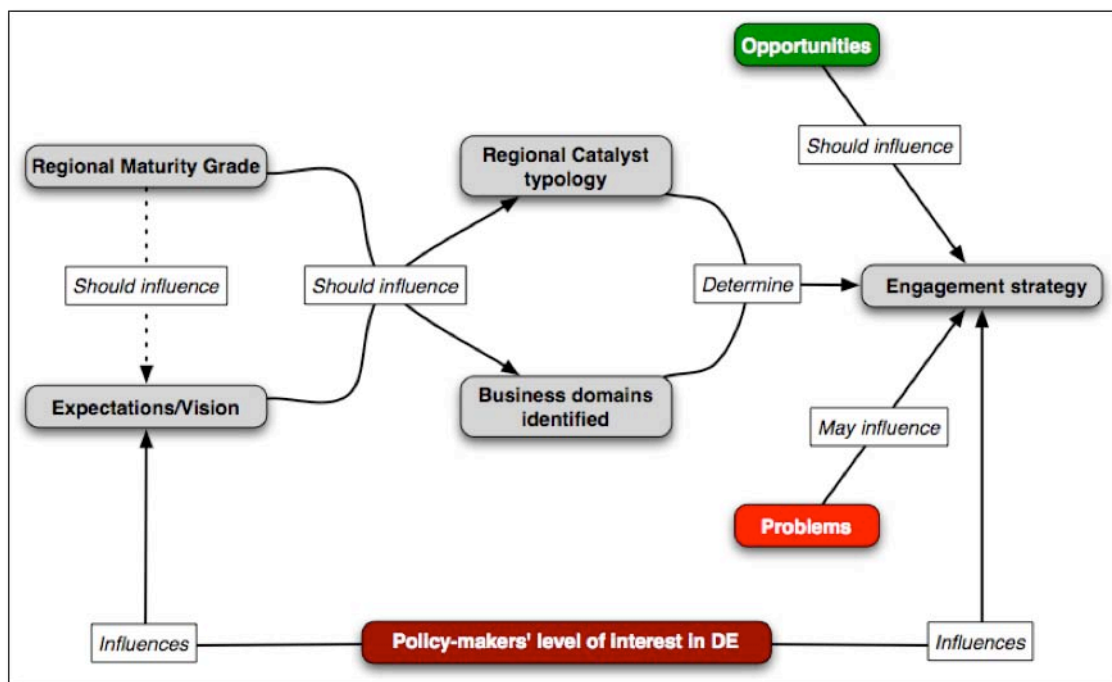 Opportunities
Should influence
Regional Maturity Grade
Regional Catalyst
typology
Should influence
Should influence
Determine
Engagement strategy
Expectations/Vision
Business domains
identified
May influence
Problems
Influences
Policy-makers' level of interest in DE
Influences